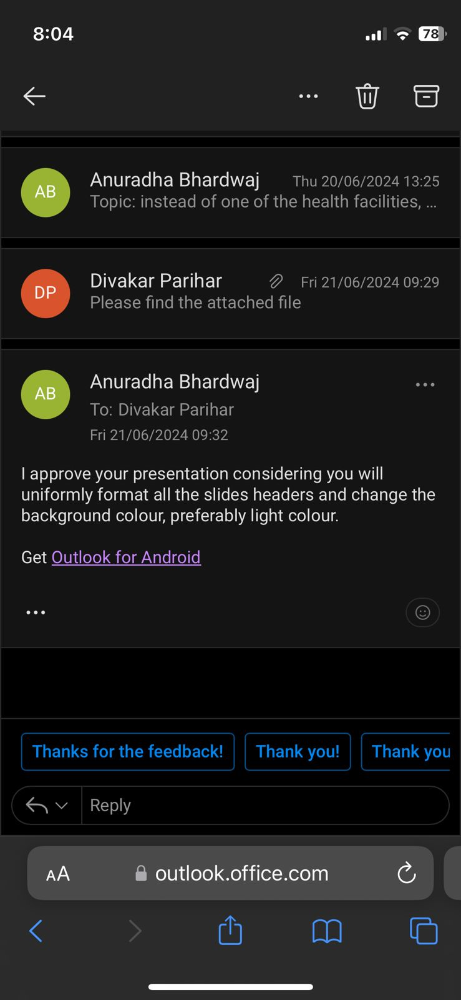 8:04
78
AB
Anuradha Bhardwaj
Thu 20/06/2024 13:25
Topic: instead of one of the health facilities, ...
DP
Divakar Parihar
Fri 21/06/2024 09:29
Please find the attached file
AB
Anuradha Bhardwaj
To: Divakar Parihar
Fri 21/06/2024 09:32
I approve your presentation considering you will
uniformly format all the slides headers and change the
background colour, preferably light colour.
Get Outlook for Android
Thanks for the feedback!
Thank you!
Thank you
Reply
AA
outlook.office.com